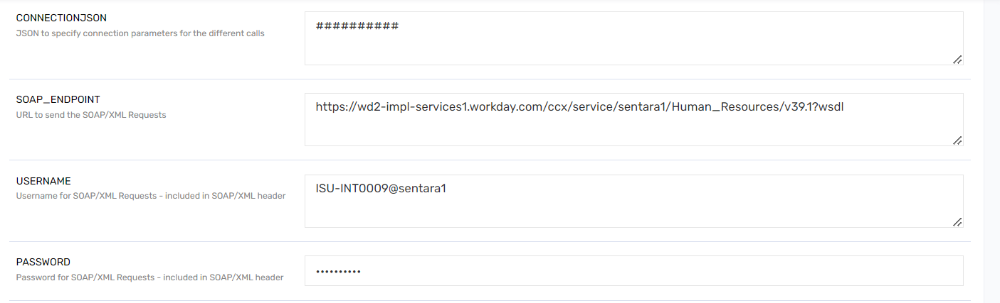 CONNECTIONJSON
JSON to specify connection parameters for the different calls
##########
SOAP_ENDPOINT
URL to send the SOAP/XML Requests
https://wd2-impl-services1.workday.com/ccx/service/sentara1/Human_Resources/v39.1?wsdl
USERNAME
Username for SOAP/XML Requests - included in SOAP/XML header
ISU-INT0009@sentara1
PASSWORD
Password for SOAP/XML Requests - included in SOAP/XML header
••••••••••